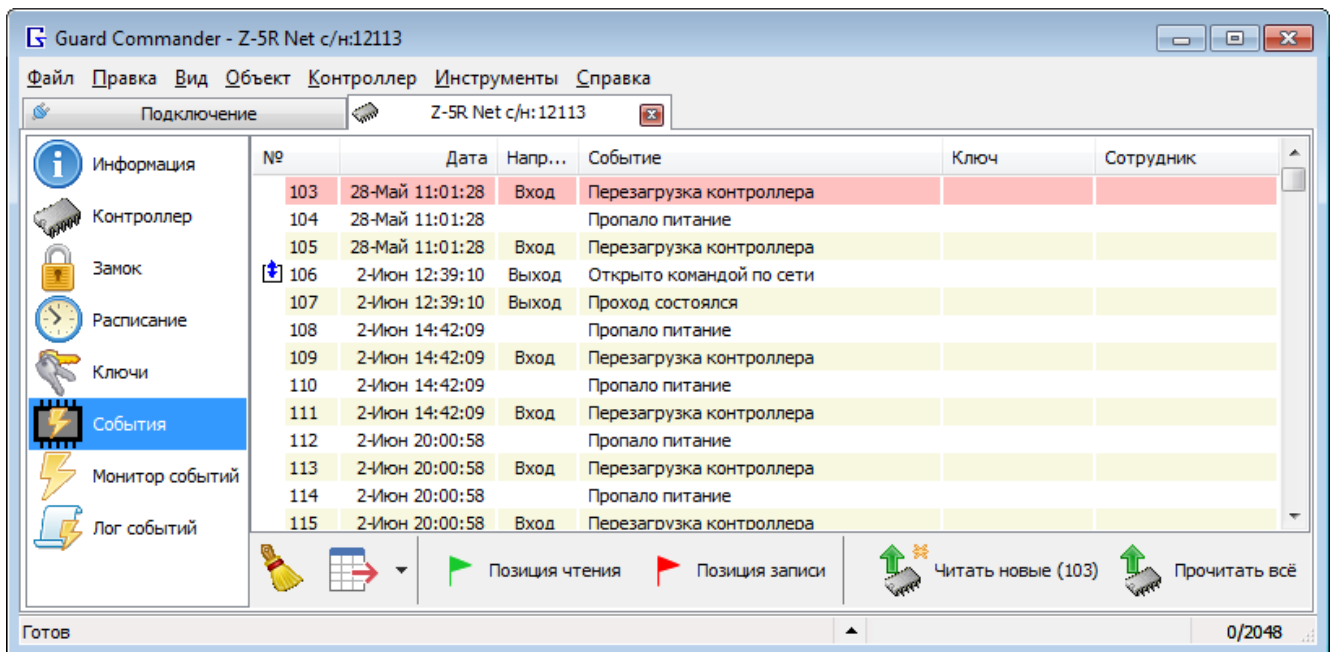 Guard Commander - Z-5R Net с/н:12113
Файл Правка Вид Объект Контроллер Инструменты Справка
Подключение Z-5R Net с/н:12113
Информация
Контроллер
Замок
Расписание
Ключи
События
Монитор событий
Лог событий
№ Дата Напр... Событие Ключ Сотрудник
103 28-Май 11:01:28 Вход Перезагрузка контроллера
104 28-Май 11:01:28 Пропало питание
105 28-Май 11:01:28 Вход Перезагрузка контроллера
106 2-Июн 12:39:10 Выход Открыто командой по сети
107 2-Июн 12:39:10 Выход Проход состоялся
108 2-Июн 14:42:09 Пропало питание
109 2-Июн 14:42:09 Вход Перезагрузка контроллера
110 2-Июн 14:42:09 Пропало питание
111 2-Июн 14:42:09 Вход Перезагрузка контроллера
112 2-Июн 20:00:58 Пропало питание
113 2-Июн 20:00:58 Вход Перезагрузка контроллера
114 2-Июн 20:00:58 Пропало питание
115 2-Июн 20:00:58 Вход Перезагрузка контроллера
Позиция чтения Позиция записи Читать новые (103) Прочитать всё
Готов 0/2048